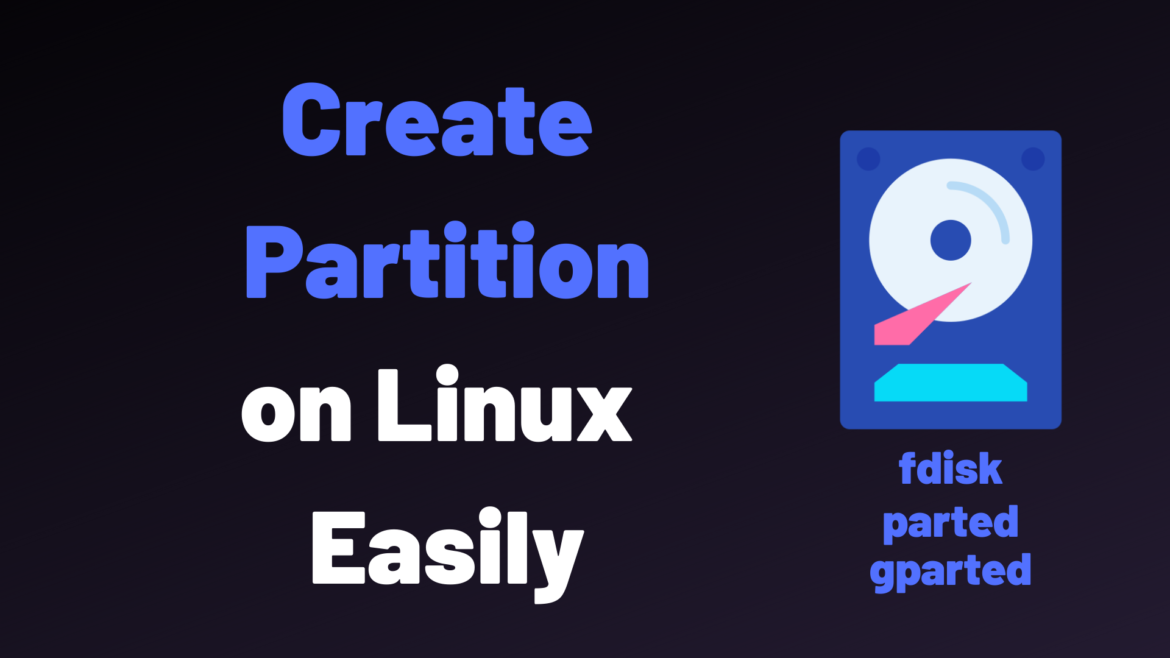 Create
Partition
on Linux
Easily
fdisk
parted
gparted